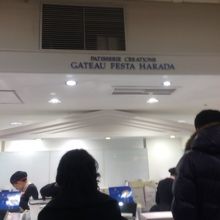 PATISSERIE CREATIONS
GATEAU FESTA HARADA